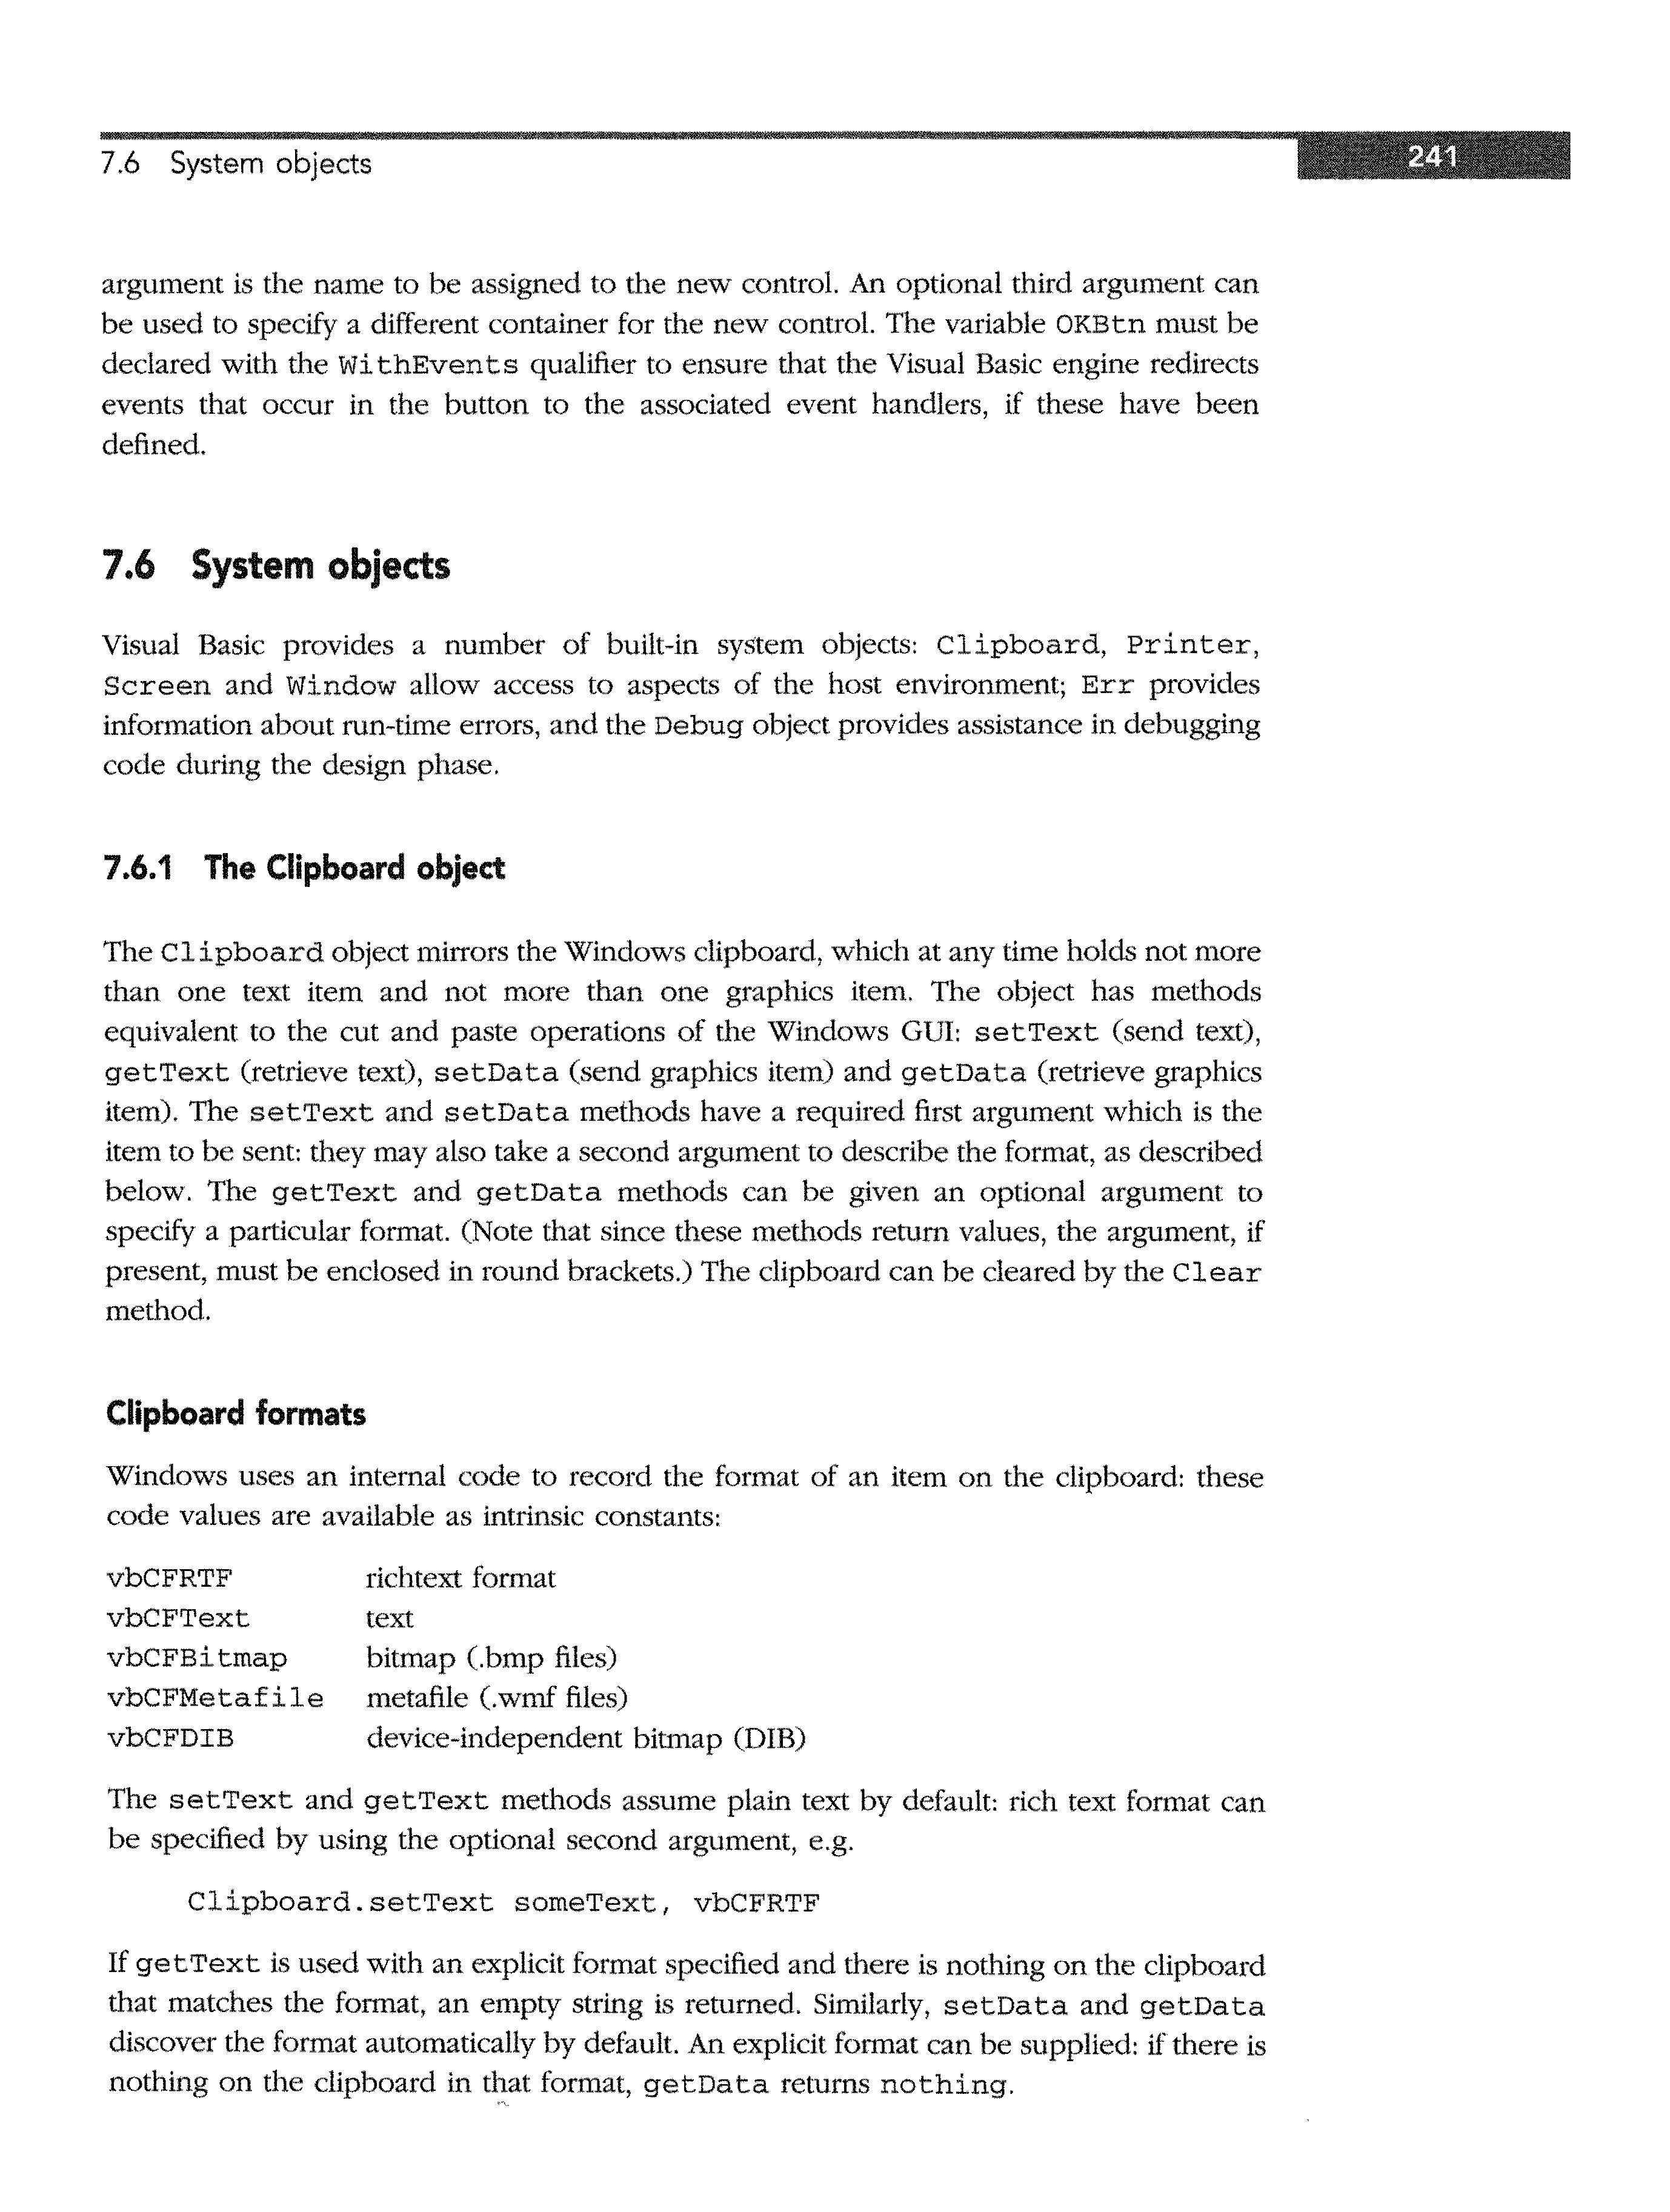 7.6 System objects
241
argument is the name to be assigned to the new control. An optional third argument can
be used to specify a different container for the new control. The variable OKBtn must be
declared with the WithEvents qualifier to ensure that the Visual Basic engine redirects
events that occur in the button to the associated event handlers, if these have been
defined.
7.6 System objects
Visual Basic provides a number of built-in system objects: Clipboard, Printer,
Screen and Window allow access to aspects of the host environment; Err provides
information about run-time errors, and the Debug object provides assistance in debugging
code during the design phase.
7.6.1 The Clipboard object
The Clipboard object mirrors the Windows clipboard, which at any time holds not more
than one text item and not more than one graphics item. The object has methods
equivalent to the cut and paste operations of the Windows GUI: setText (send text),
getText (retrieve text), setData (send graphics item) and getData (retrieve graphics
item). The setText and setData methods have a required first argument which is the
item to be sent: they may also take a second argument to describe the format, as described
below. The getText and getData methods can be given an optional argument to
specify a particular format. (Note that since these methods return values, the argument, if
present, must be enclosed in round brackets.) The clipboard can be cleared by the Clear
method.
Clipboard formats
Windows uses an internal code to record the format of an item on the clipboard: these
code values are available as intrinsic constants:
vbCFRTF richtext format
vbCFText text
vbCFBitmap bitmap (.bmp files)
vbCFMetafile metafile (.wmf files)
vbCFDIB device-independent bitmap (DIB)
The setText and getText methods assume plain text by default: rich text format can
be specified by using the optional second argument, e.g.
Clipboard.setText someText, vbCFRTF
If getText is used with an explicit format specified and there is nothing on the clipboard
that matches the format, an empty string is returned. Similarly, setData and getData
discover the format automatically by default. An explicit format can be supplied: if there is
nothing on the clipboard in that format, getData returns nothing.